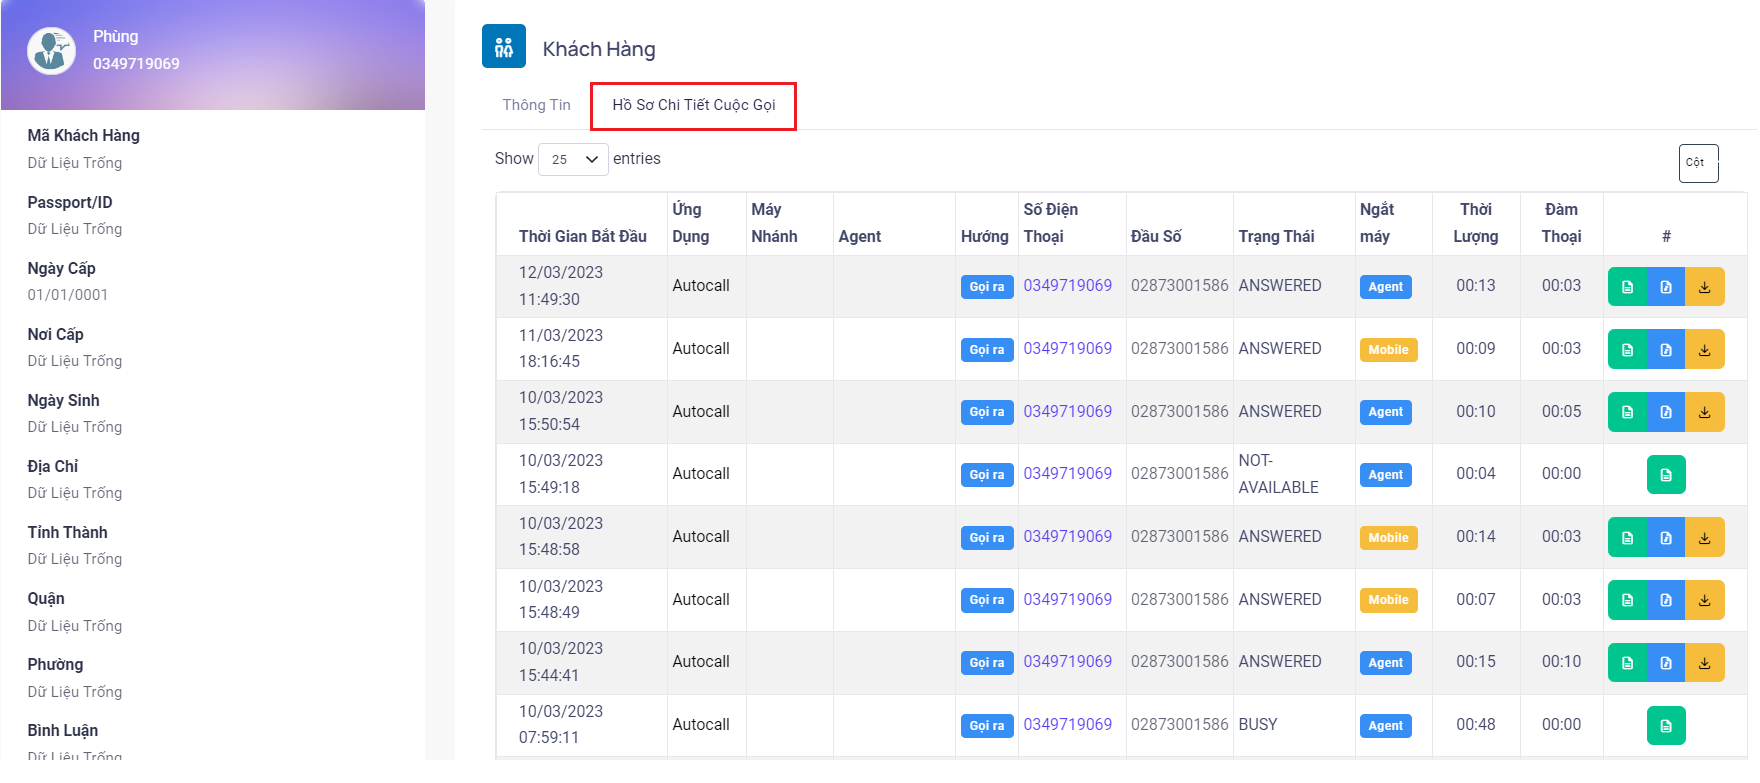 Phùng
0349719069
Mã Khách Hàng
Dữ Liệu Trống
Passport/ID
Dữ Liệu Trống
Ngày Cấp
01/01/0001
Nơi Cấp
Dữ Liệu Trống
Ngày Sinh
Dữ Liệu Trống
Địa Chỉ
Dữ Liệu Trống
Tỉnh Thành
Dữ Liệu Trống
Quận
Dữ Liệu Trống
Phường
Dữ Liệu Trống
Bình Luận
Dữ Liệu Trống
Khách Hàng
Thông Tin Hồ Sơ Chi Tiết Cuộc Gọi
Show 25 entries
Cột
Thời Gian Bắt Đầu Ứng Dụng Máy Nhánh Agent Hướng Số Điện Thoại Đầu Số Trạng Thái Ngắt máy Thời Lượng Đàm Thoại #
12/03/2023 11:49:30 Autocall Gọi ra 0349719069 02873001586 ANSWERED Agent 00:13 00:03
11/03/2023 18:16:45 Autocall Gọi ra 0349719069 02873001586 ANSWERED Mobile 00:09 00:03
10/03/2023 15:50:54 Autocall Gọi ra 0349719069 02873001586 ANSWERED Agent 00:10 00:05
10/03/2023 15:49:18 Autocall Gọi ra 0349719069 02873001586 NOT-AVAILABLE Agent 00:04 00:00
10/03/2023 15:48:58 Autocall Gọi ra 0349719069 02873001586 ANSWERED Mobile 00:14 00:03
10/03/2023 15:48:49 Autocall Gọi ra 0349719069 02873001586 ANSWERED Mobile 00:07 00:03
10/03/2023 15:44:41 Autocall Gọi ra 0349719069 02873001586 ANSWERED Agent 00:15 00:10
10/03/2023 07:59:11 Autocall Gọi ra 0349719069 02873001586 BUSY Agent 00:48 00:00